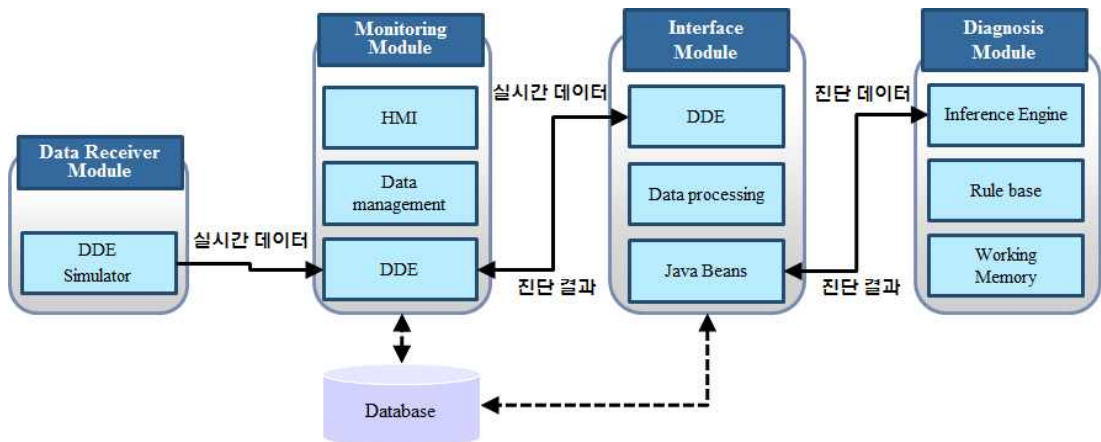 Data Receiver
Module
DDE
Simulator
실시간 데이터
Monitoring
Module
HMI
Data
management
DDE
실시간 데이터
진단 결과
Interface
Module
DDE
Data processing
Java Beans
진단 데이터
진단 결과
Diagnosis
Module
Inference Engine
Rule base
Working
Memory
Database